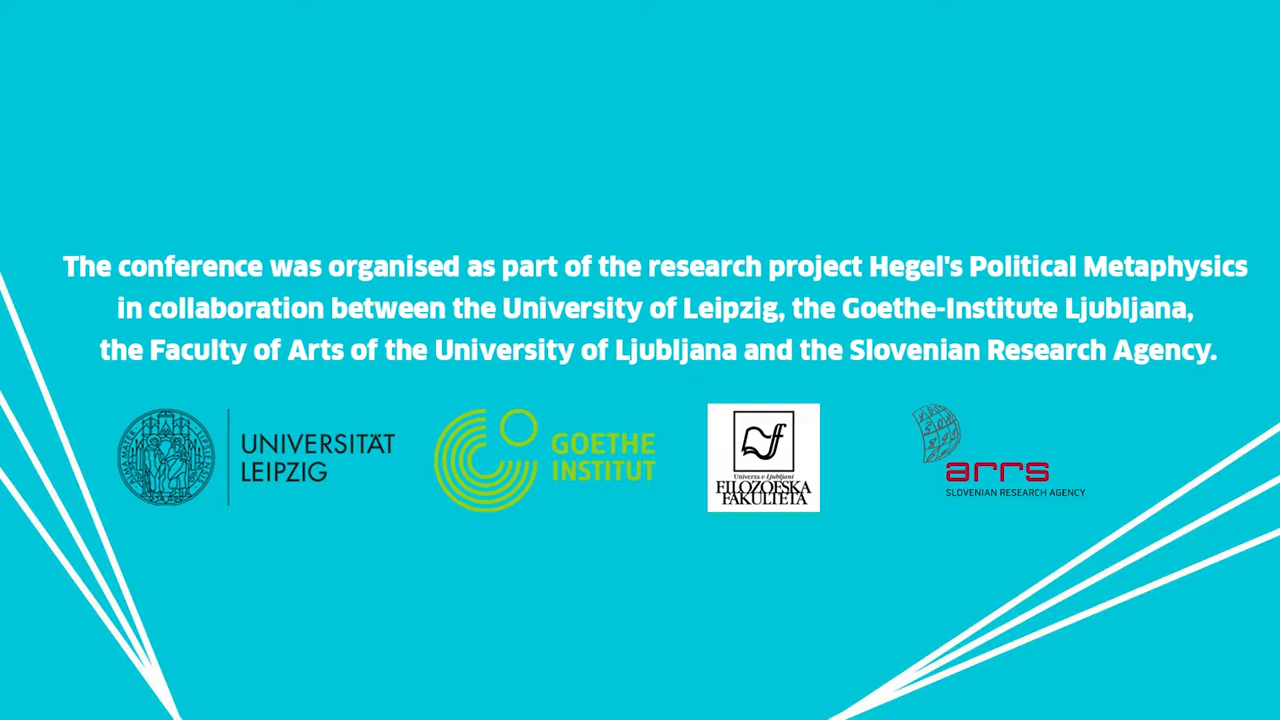 The conference was organised as part of the research project Hegel's Political Metaphysics
in collaboration between the University of Leipzig, the Goethe-Institute Ljubljana,
the Faculty of Arts of the University of Ljubljana and the Slovenian Research Agency.
UNIVERSITÄT
LEIPZIG
GOETHE
INSTITUT
Univerza v Ljubljani
FILOZOFSKA
FAKULTETA
arrs
SLOVENIAN RESEARCH AGENCY